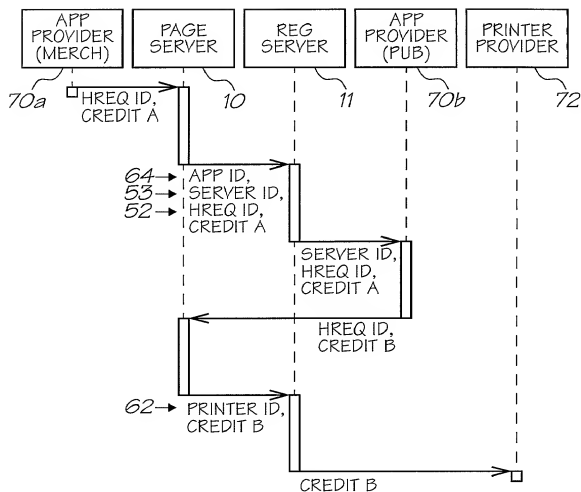 APP PROVIDER (MERCH)
PAGE SERVER
REG SERVER
APP PROVIDER (PUB)
PRINTER PROVIDER
70a
10
11
70b
72
HREQ ID,
CREDIT A
64
APP ID,
53
SERVER ID,
52
HREQ ID,
CREDIT A
SERVER ID,
HREQ ID,
CREDIT A
HREQ ID,
CREDIT B
62
PRINTER ID,
CREDIT B
CREDIT B